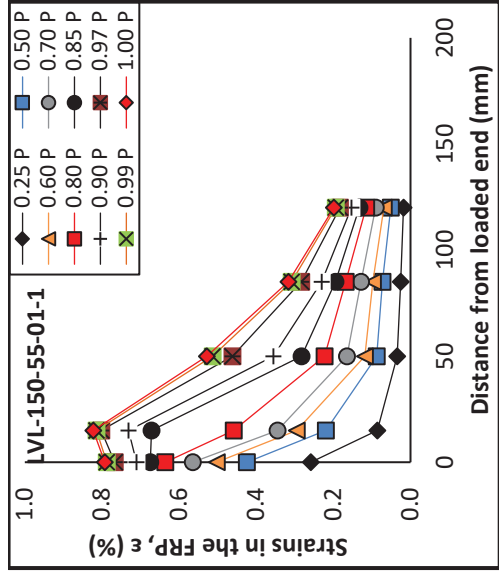 LVL-150-55-01-1
0.25 P
0.50 P
0.60 P
0.70 P
0.80 P
0.85 P
0.90 P
0.97 P
0.99 P
1.00 P
Strains in the FRP, ε (%)
1.0
0.8
0.6
0.4
0.2
0.0
0
50
100
150
200
Distance from loaded end (mm)